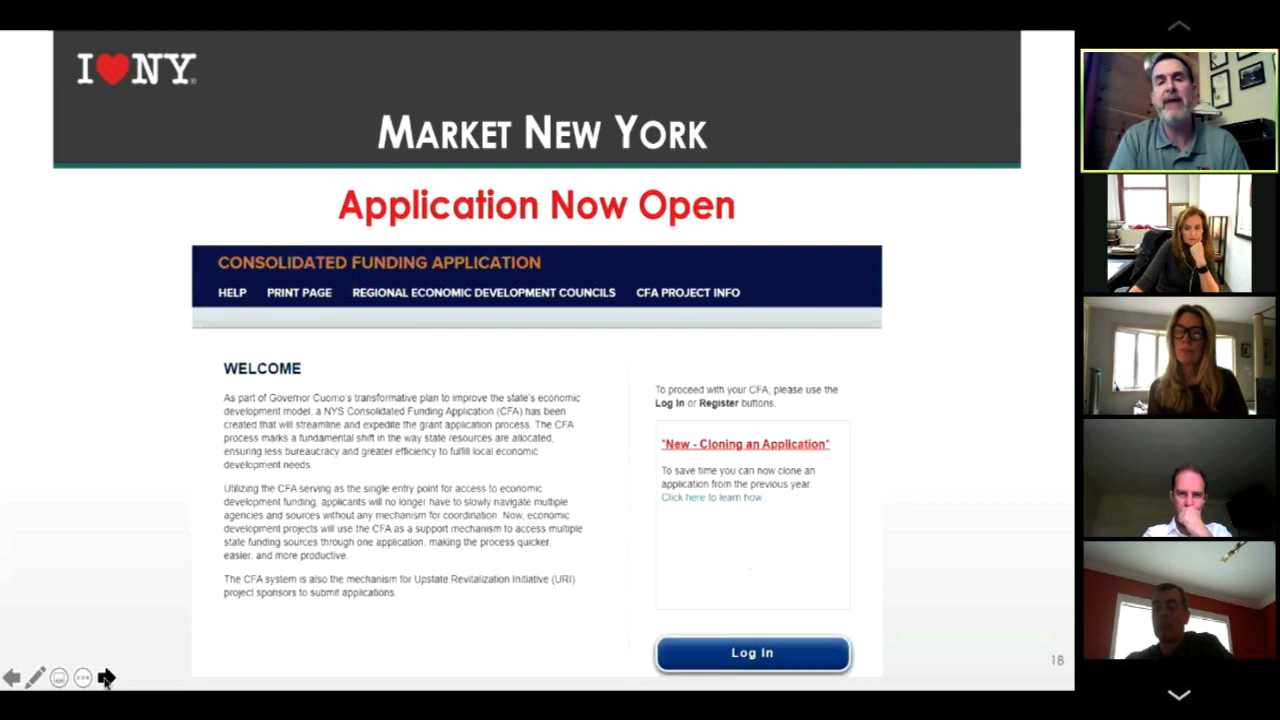 I NY
MARKET NEW YORK
Application Now Open
CONSOLIDATED FUNDING APPLICATION
HELP PRINT PAGE REGIONAL ECONOMIC DEVELOPMENT COUNCILS CFA PROJECT INFO
WELCOME
As part of Governor Cuomo's transformative plan to improve the state's economic
development model, a NYS Consolidated Funding Application (CFA) has been
created that will streamline and expedite the grant application process. The CFA
process marks a fundamental shift in the way state resources are allocated,
ensuring less bureaucracy and greater efficiency to fulfill local economic
development needs.
Utilizing the CFA serving as the single entry point for access to economic
development funding, applicants will no longer have to slowly navigate multiple
agencies and sources without any mechanism for coordination. Now, economic
development projects will use the CFA as a support mechanism to access multiple
state funding sources through one application, making the process quicker,
easier, and more productive.
The CFA system is also the mechanism for Upstate Revitalization Initiative (URI)
project sponsors to submit applications.
To proceed with your CFA, please use the
Log In or Register buttons.
"New - Cloning an Application"
To save time you can now clone an
application from the previous year.
Click here to learn how
Log In
18